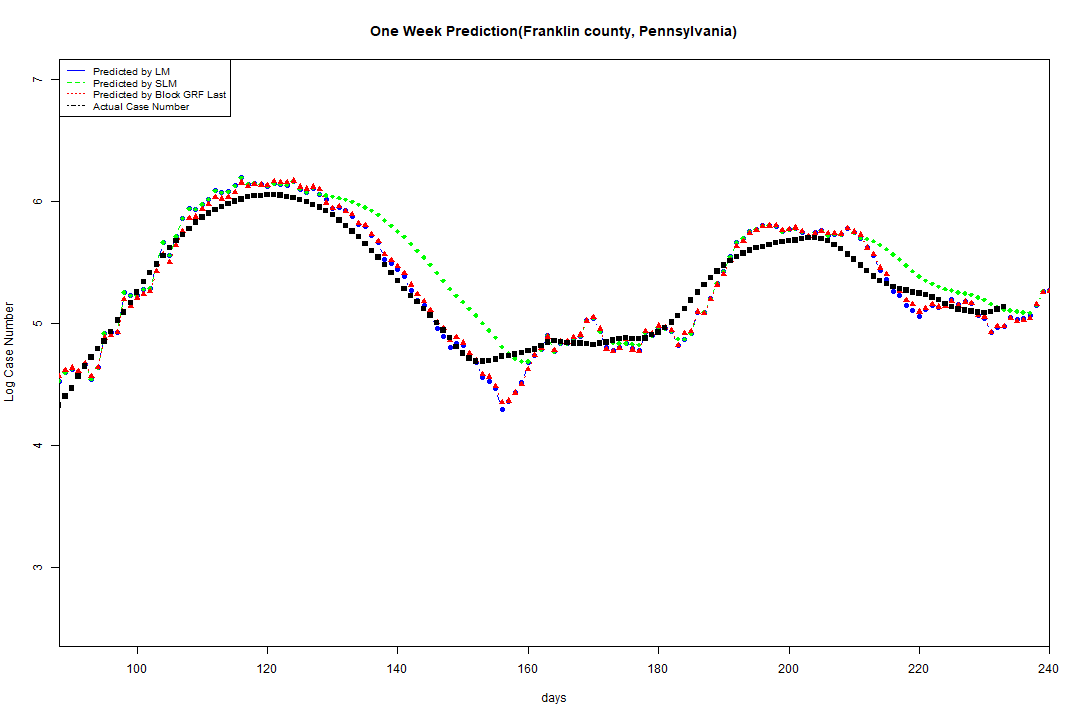 One Week Prediction(Franklin county, Pennsylvania)
Predicted by LM
Predicted by SLM
Predicted by Block GRF Last
Actual Case Number
7
6
5
4
3
Log Case Number
100 120 140 160 180 200 220 240
days